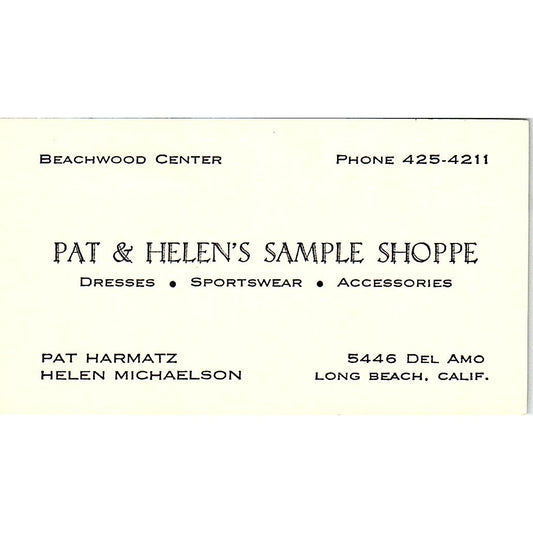 BEACHWOOD CENTER
PHONE 425-4211
PAT & HELEN'S SAMPLE SHOPPE
DRESSES • SPORTSWEAR • ACCESSORIES
PAT HARMATZ
HELEN MICHAELSON
5446 DEL AMO
LONG BEACH, CALIF.